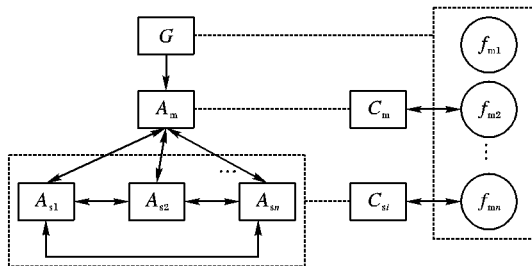 G
f_m1
A_m
C_m
f_m2
...
⋮
A_s1
A_s2
A_sn
C_si
f_mn